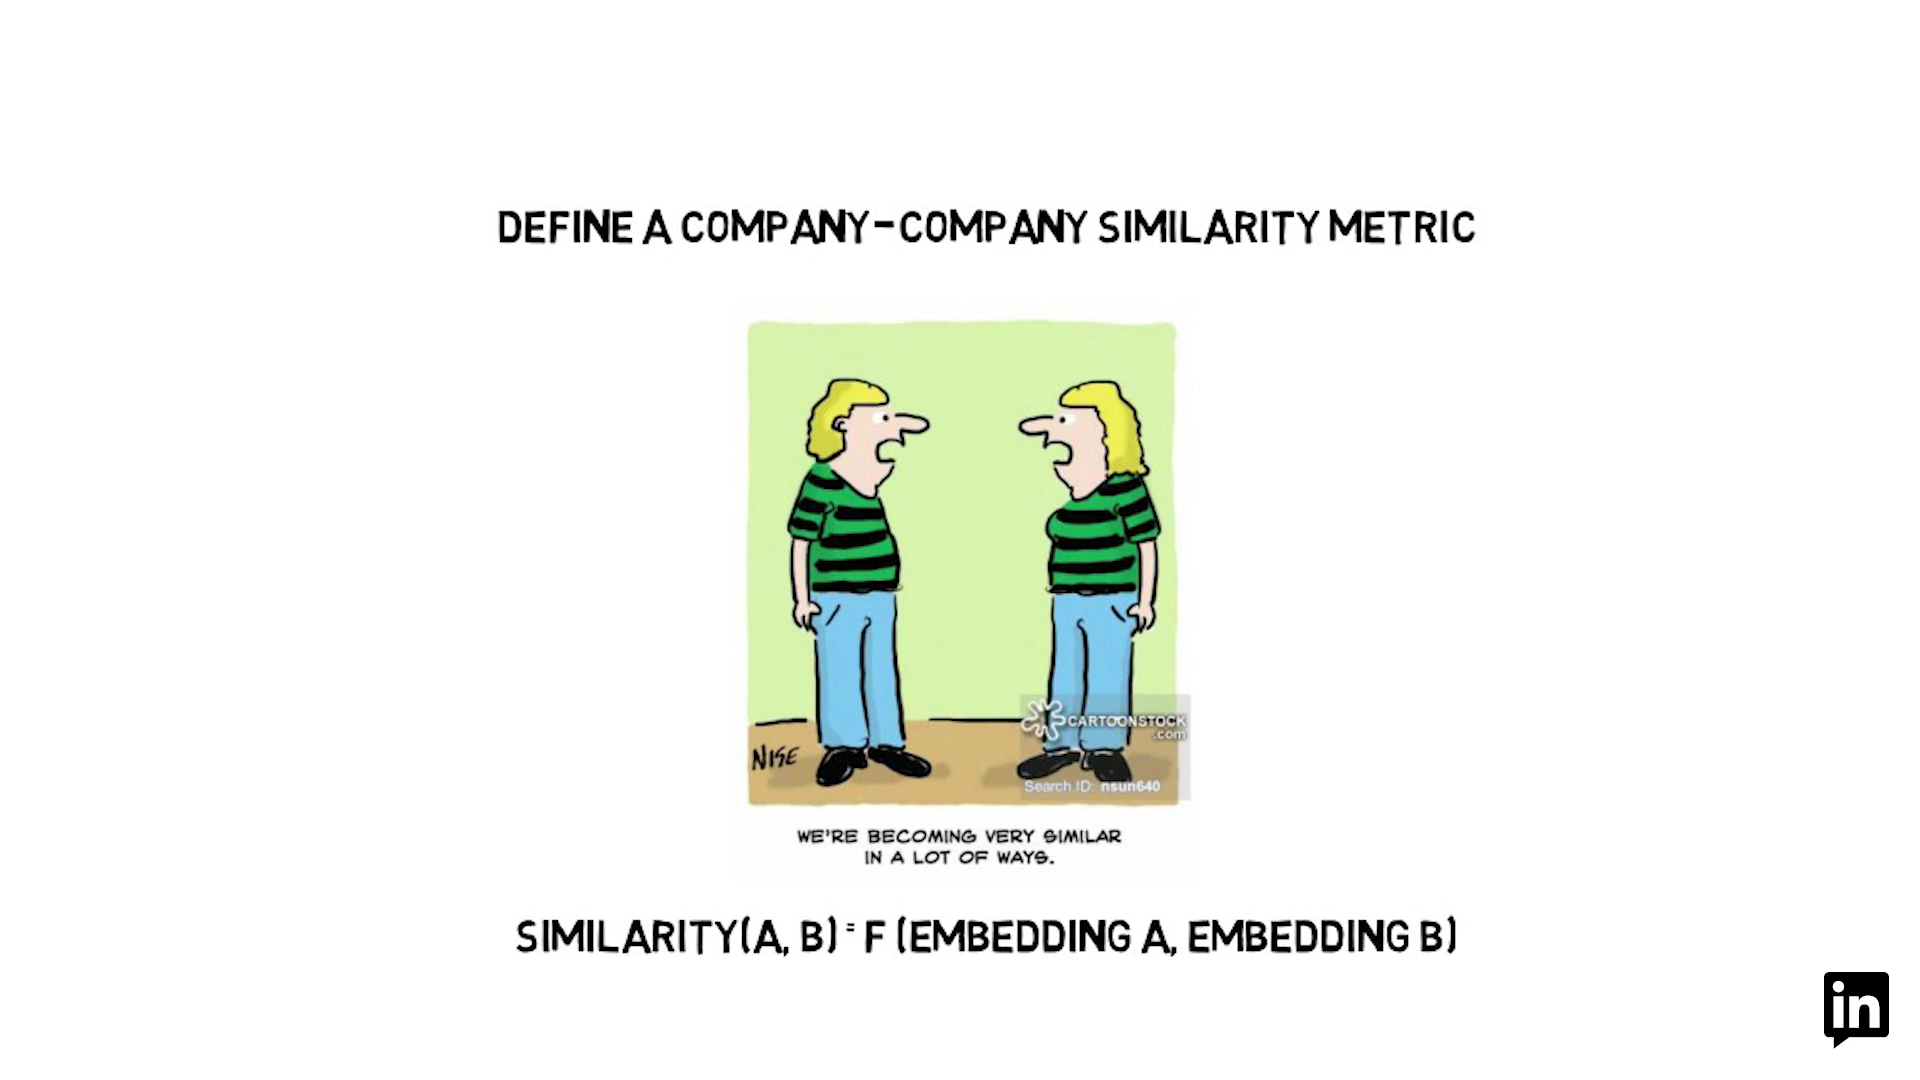 DEFINE A COMPANY-COMPANY SIMILARITY METRIC
NISE
CARTOONSTOCK
.com
Search ID: nsun640
WE'RE BECOMING VERY SIMILAR
IN A LOT OF WAYS.
SIMILARITY(A, B) = F (EMBEDDING A, EMBEDDING B)
in